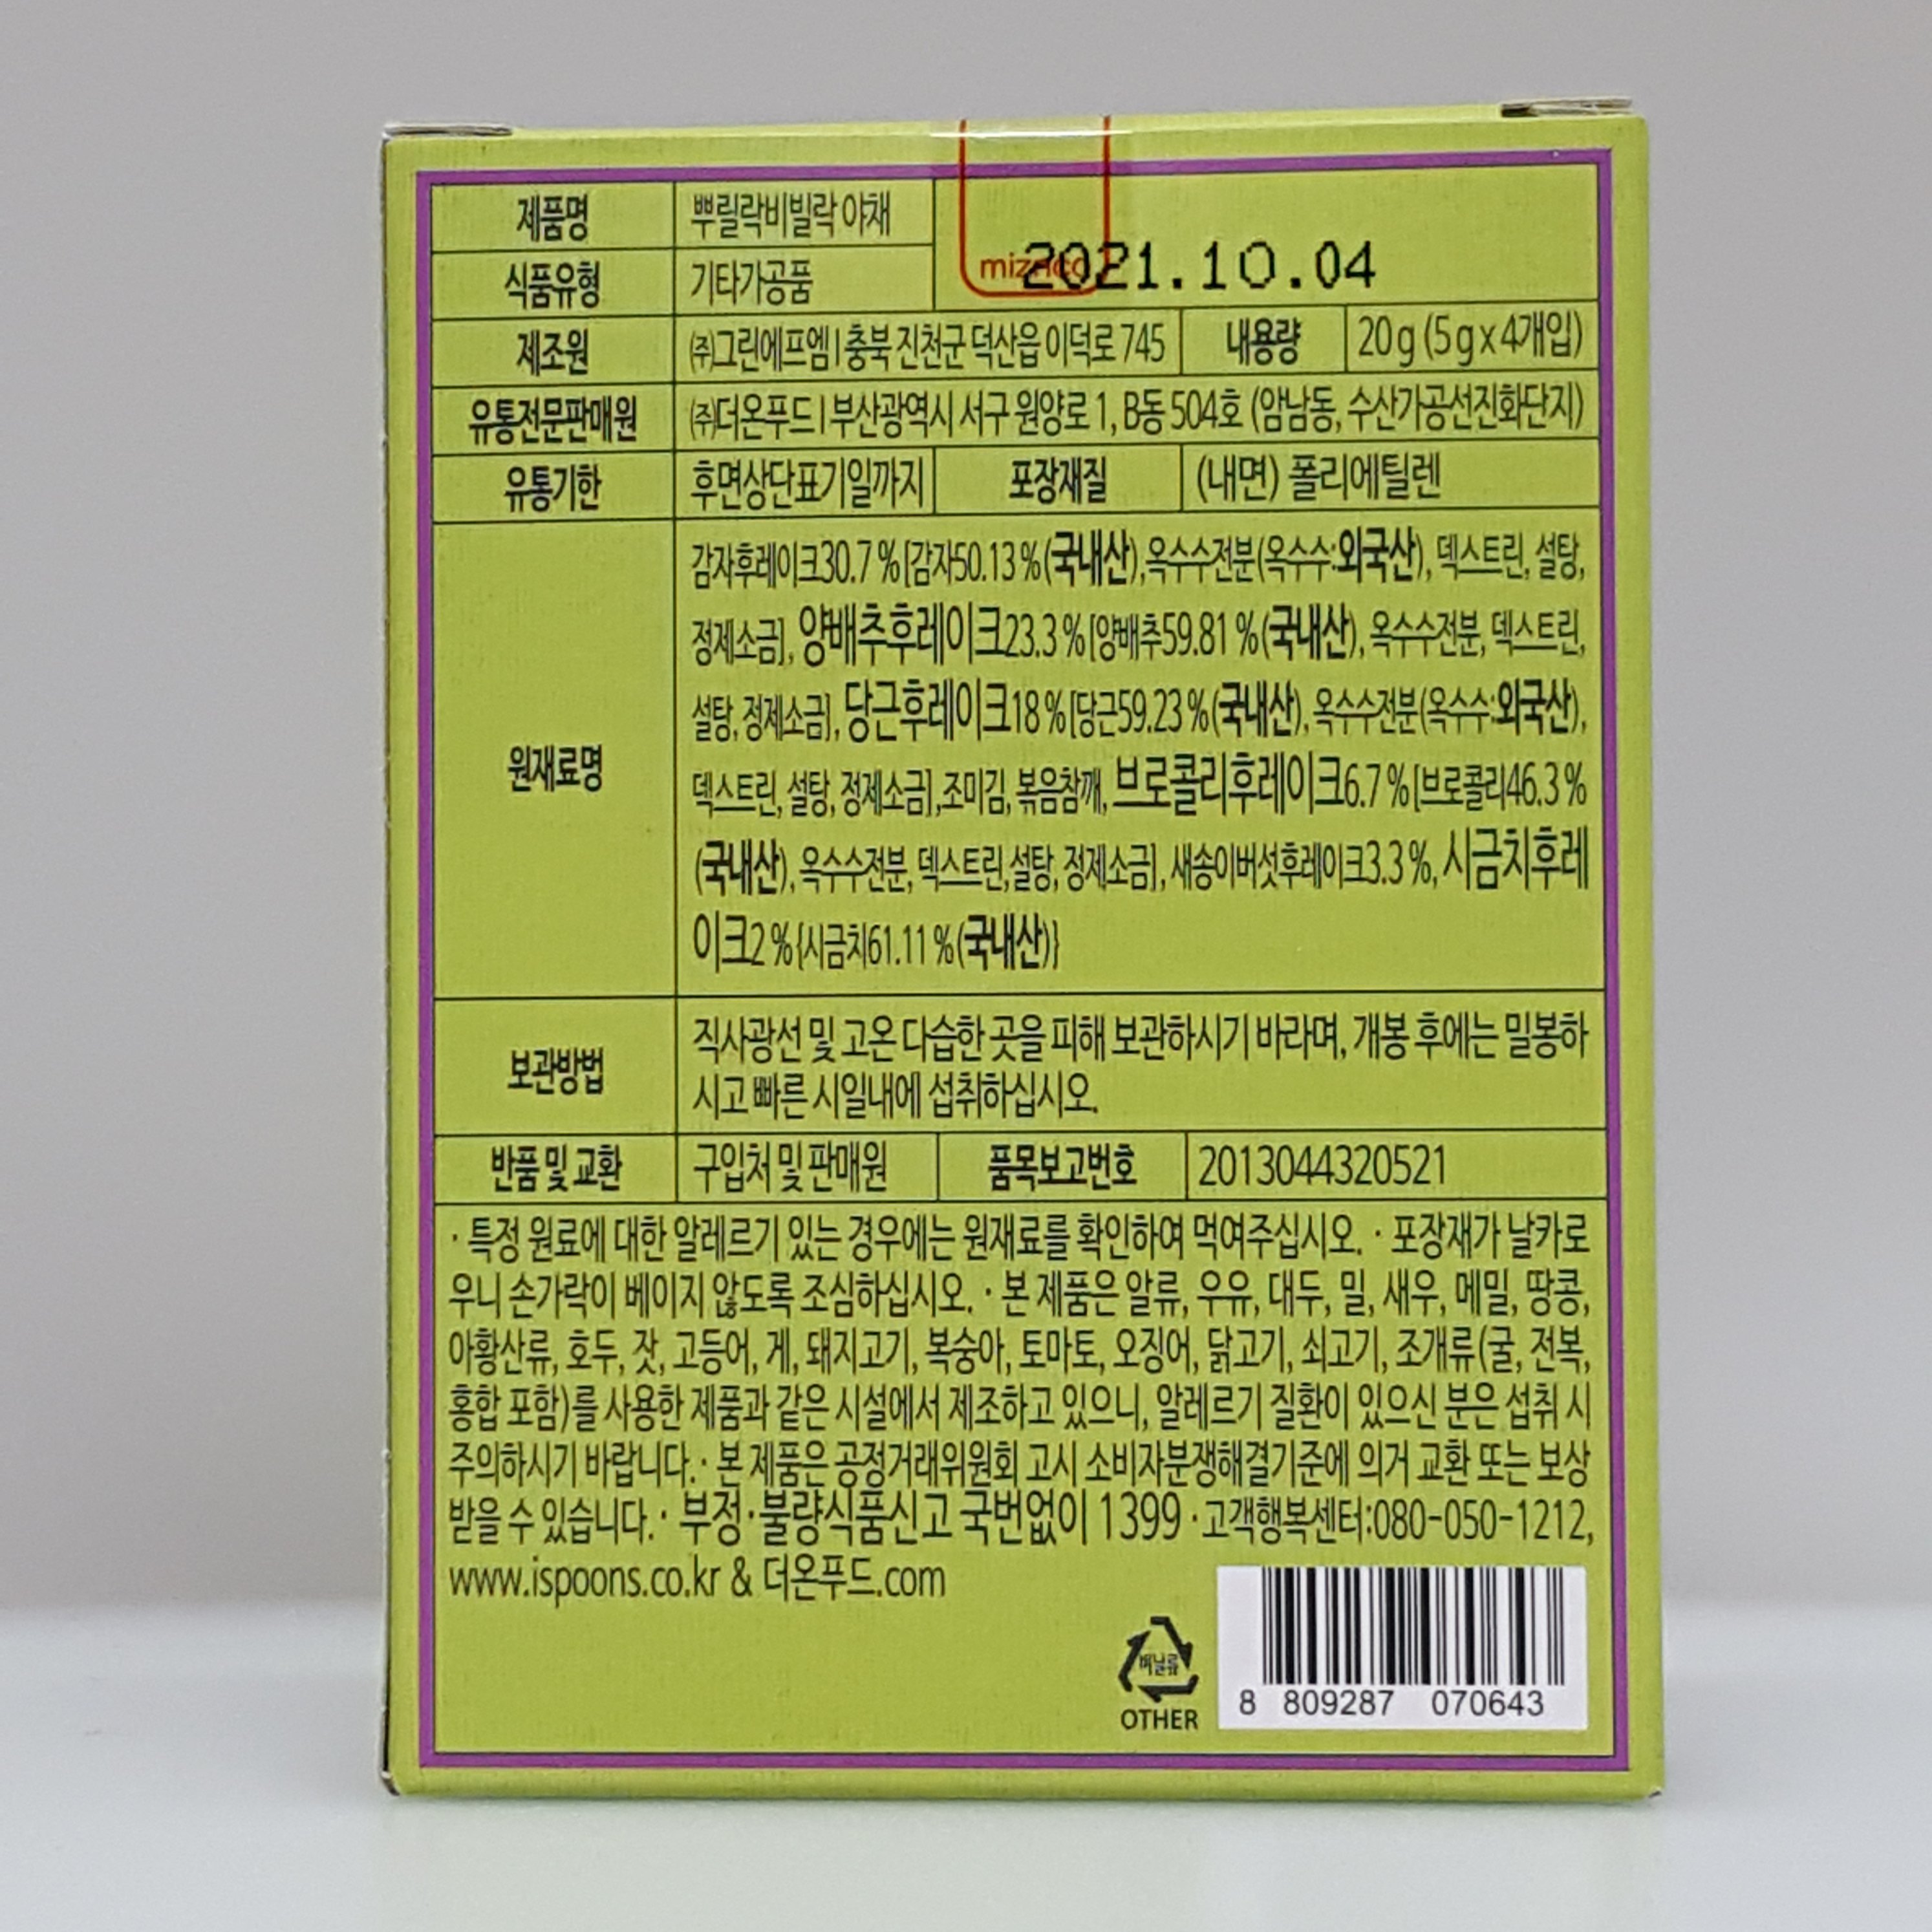 제품명 뿌릴락비빌락 야채
miznco 2021.10.04
식품유형 기타가공품
제조원 ㈜그린에프엠 | 충북 진천군 덕산읍 이덕로 745 내용량 20g (5g x 4개입)
유통전문판매원 ㈜더온푸드 | 부산광역시 서구 원양로 1, B동 504호 (암남동, 수산가공선진화단지)
유통기한 후면상단표기일까지 포장재질 (내면) 폴리에틸렌
원재료명
감자후레이크30.7 % [감자50.13 % (국내산), 옥수수전분(옥수수:외국산), 덱스트린, 설탕,
정제소금], 양배추후레이크23.3 % [양배추59.81 % (국내산), 옥수수전분, 덱스트린,
설탕, 정제소금], 당근후레이크18 % [당근59.23 % (국내산), 옥수수전분(옥수수:외국산),
덱스트린, 설탕, 정제소금], 조미김, 볶음참깨, 브로콜리후레이크6.7 % [브로콜리46.3 %
(국내산), 옥수수전분, 덱스트린, 설탕, 정제소금], 새송이버섯후레이크3.3 %, 시금치후레
이크2 % {시금치61.11 % (국내산)}
보관방법
직사광선 및 고온 다습한 곳을 피해 보관하시기 바라며, 개봉 후에는 밀봉하
시고 빠른 시일내에 섭취하십시오.
반품 및 교환 구입처 및 판매원 품목보고번호 2013044320521
· 특정 원료에 대한 알레르기 있는 경우에는 원재료를 확인하여 먹여주십시오. · 포장재가 날카로
우니 손가락이 베이지 않도록 조심하십시오. · 본 제품은 알류, 우유, 대두, 밀, 새우, 메밀, 땅콩,
아황산류, 호두, 잣, 고등어, 게, 돼지고기, 복숭아, 토마토, 오징어, 닭고기, 쇠고기, 조개류(굴, 전복,
홍합 포함)를 사용한 제품과 같은 시설에서 제조하고 있으니, 알레르기 질환이 있으신 분은 섭취 시
주의하시기 바랍니다. · 본 제품은 공정거래위원회 고시 소비자분쟁해결기준에 의거 교환 또는 보상
받을 수 있습니다. · 부정·불량식품신고 국번없이 1399 · 고객행복센터:080-050-1212,
www.ispoons.co.kr & 더온푸드.com
비닐류
OTHER
8 809287 070643